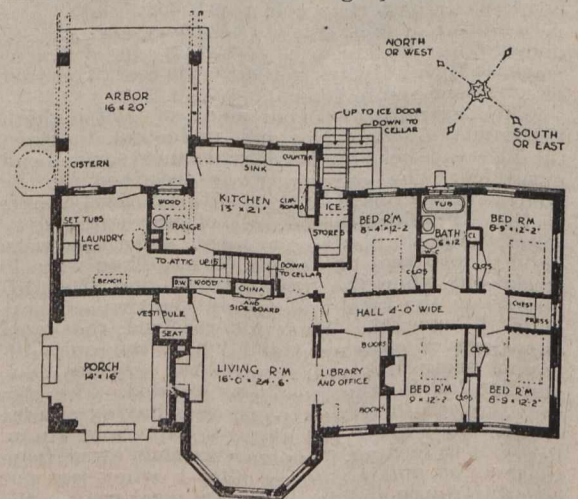 NORTH
OR WEST
SOUTH
OR EAST
ARBOR
16 x 20'
UP TO ICE DOOR
DOWN TO
CELLAR
CISTERN
SINK
COUNTER
KITCHEN
13' x 21'
CUP
BOARD
ICE
STORES
WOOD
RANGE
SET TUBS
LAUNDRY
ETC
BENCH
TO ATTIC UP 15
DOWN
TO CELLAR
R.W.
WOOD
CHINA
AND
SIDE BOARD
BED R'M
8-4" x 12-2
CLOS
TUB
BATH
6 x 12
W.C
CL
BED RM
8-9" x 12-2"
CLOS
HALL 4'-0" WIDE
CHEST
PRESS
VESTIBULE
SEAT
PORCH
14' x 16'
LIVING R'M
16'-0" x 24-6"
BOOKS
LIBRARY
AND OFFICE
BOOKS
BED R'M
9 x 12-2
CLOS
CLOS
BED R'M
8-9 x 12-2"